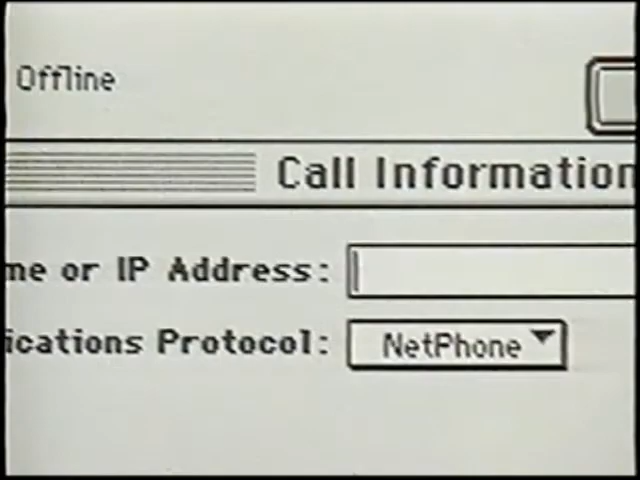 Offline
Call Information
me or IP Address:
ications Protocol:
NetPhone